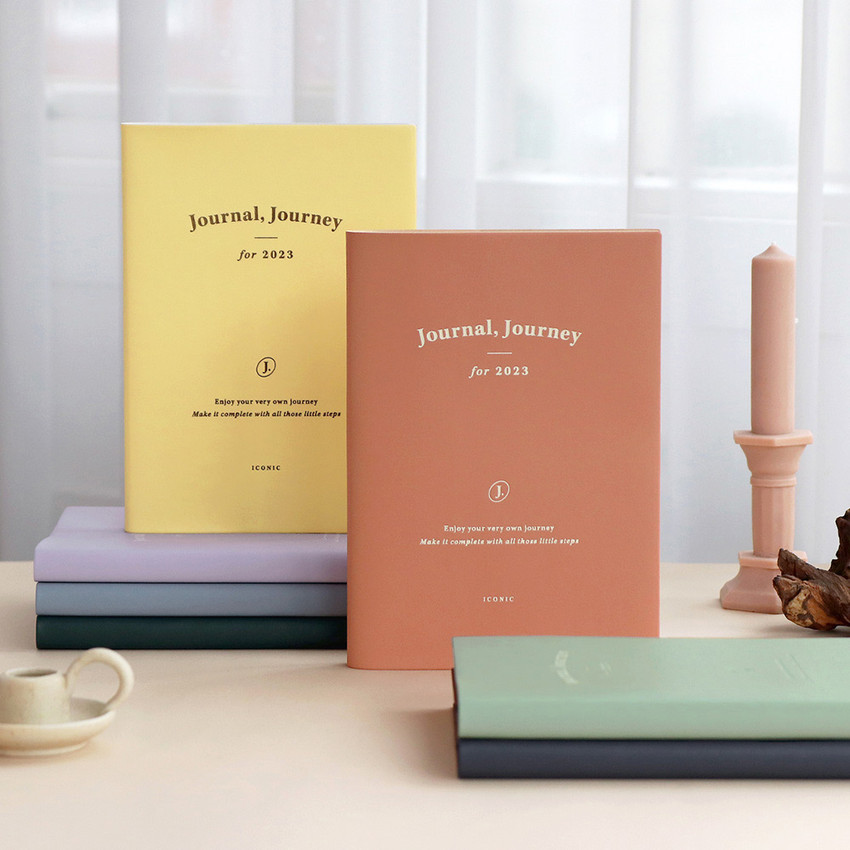 Journal, Journey
for 2023
J.
Enjoy your very own journey
Make it complete with all those little steps
ICONIC
Journal, Journey
for 2023
J.
Enjoy your very own journey
Make it complete with all those little steps
ICONIC